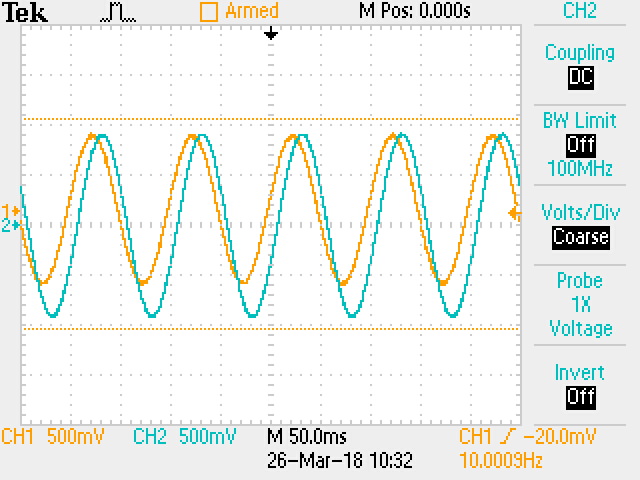 Tek Armed M Pos: 0.000s CH2
Coupling
DC
BW Limit
Off
100MHz
1
2
Volts/Div
Coarse
Probe
1X
Voltage
Invert
Off
CH1 500mV CH2 500mV M 50.0ms CH1 −20.0mV
26-Mar-18 10:32 10.0009Hz